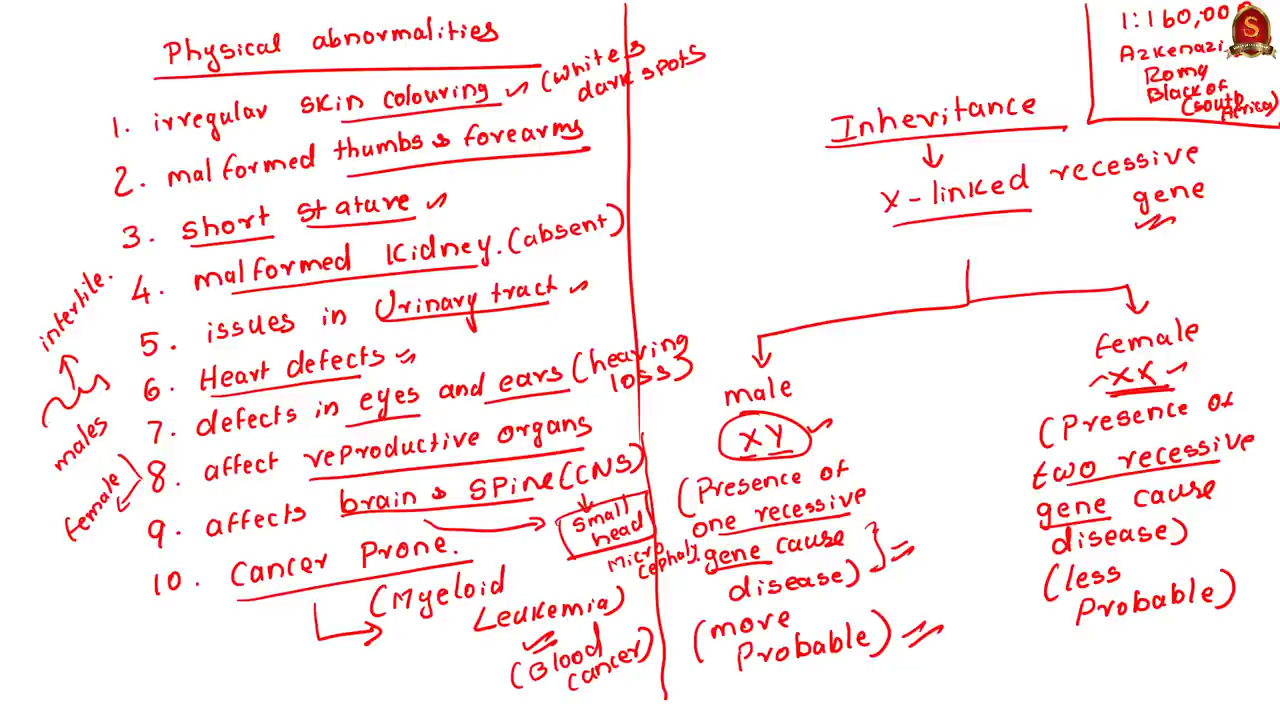 Physical abnormalities
1. irregular skin colouring (white &
dark spots
2. malformed thumbs & forearms
3. short stature
4. malformed kidney. (absent)
5. issues in Urinary tract
6. Heart defects
7. defects in eyes and ears (hearing
loss)
8. affect reproductive organs
males
intertile.
female
9. affects brain & spine (CNS)
small
head
Micro
cephaly.
10. Cancer Prone.
(Myeloid
Leukemia)
(Blood
cancer)
1:160,000
Azkenazi
Romy
Black of
(South
Africa)
S
Inheritance
X-linked recessive
gene
male
XY
(Presence of
one recessive
gene cause
disease)
(more
Probable)
female
XX
(Presence of
two recessive
gene cause
disease)
(less
Probable)